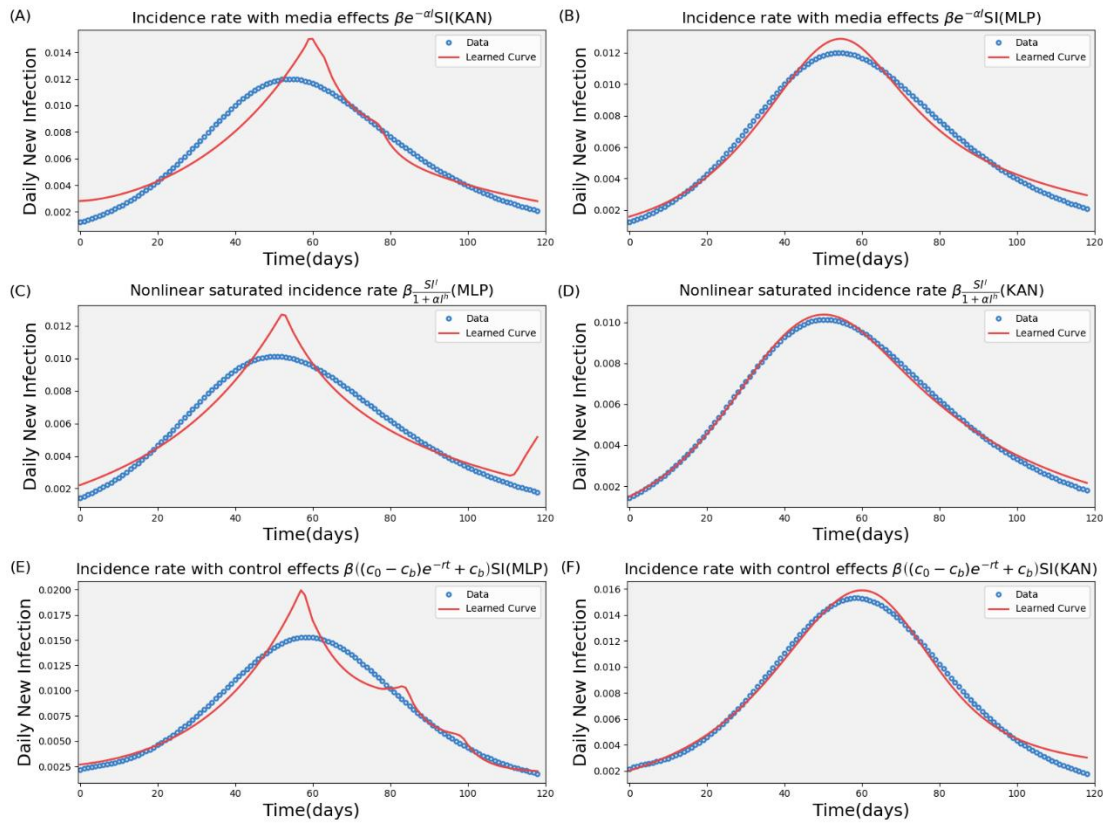 (A) Incidence rate with media effects βe^{-αI}SI(KAN)
Daily New Infection
0.014
0.012
0.010
0.008
0.006
0.004
0.002
Data
Learned Curve
0 20 40 60 80 100 120
Time(days)
(B) Incidence rate with media effects βe^{-αI}SI(MLP)
Daily New Infection
0.012
0.010
0.008
0.006
0.004
0.002
Data
Learned Curve
0 20 40 60 80 100 120
Time(days)
(C) Nonlinear saturated incidence rate β\frac{SI^l}{1+αI^h}(MLP)
Daily New Infection
0.012
0.010
0.008
0.006
0.004
0.002
Data
Learned Curve
0 20 40 60 80 100 120
Time(days)
(D) Nonlinear saturated incidence rate β\frac{SI^l}{1+αI^h}(KAN)
Daily New Infection
0.010
0.008
0.006
0.004
0.002
Data
Learned Curve
0 20 40 60 80 100 120
Time(days)
(E) Incidence rate with control effects β((c_0 − c_b)e^{-rt} + c_b)SI(MLP)
Daily New Infection
0.0200
0.0175
0.0150
0.0125
0.0100
0.0075
0.0050
0.0025
Data
Learned Curve
0 20 40 60 80 100 120
Time(days)
(F) Incidence rate with control effects β((c_0 − c_b)e^{-rt} + c_b)SI(KAN)
Daily New Infection
0.016
0.014
0.012
0.010
0.008
0.006
0.004
0.002
Data
Learned Curve
0 20 40 60 80 100 120
Time(days)